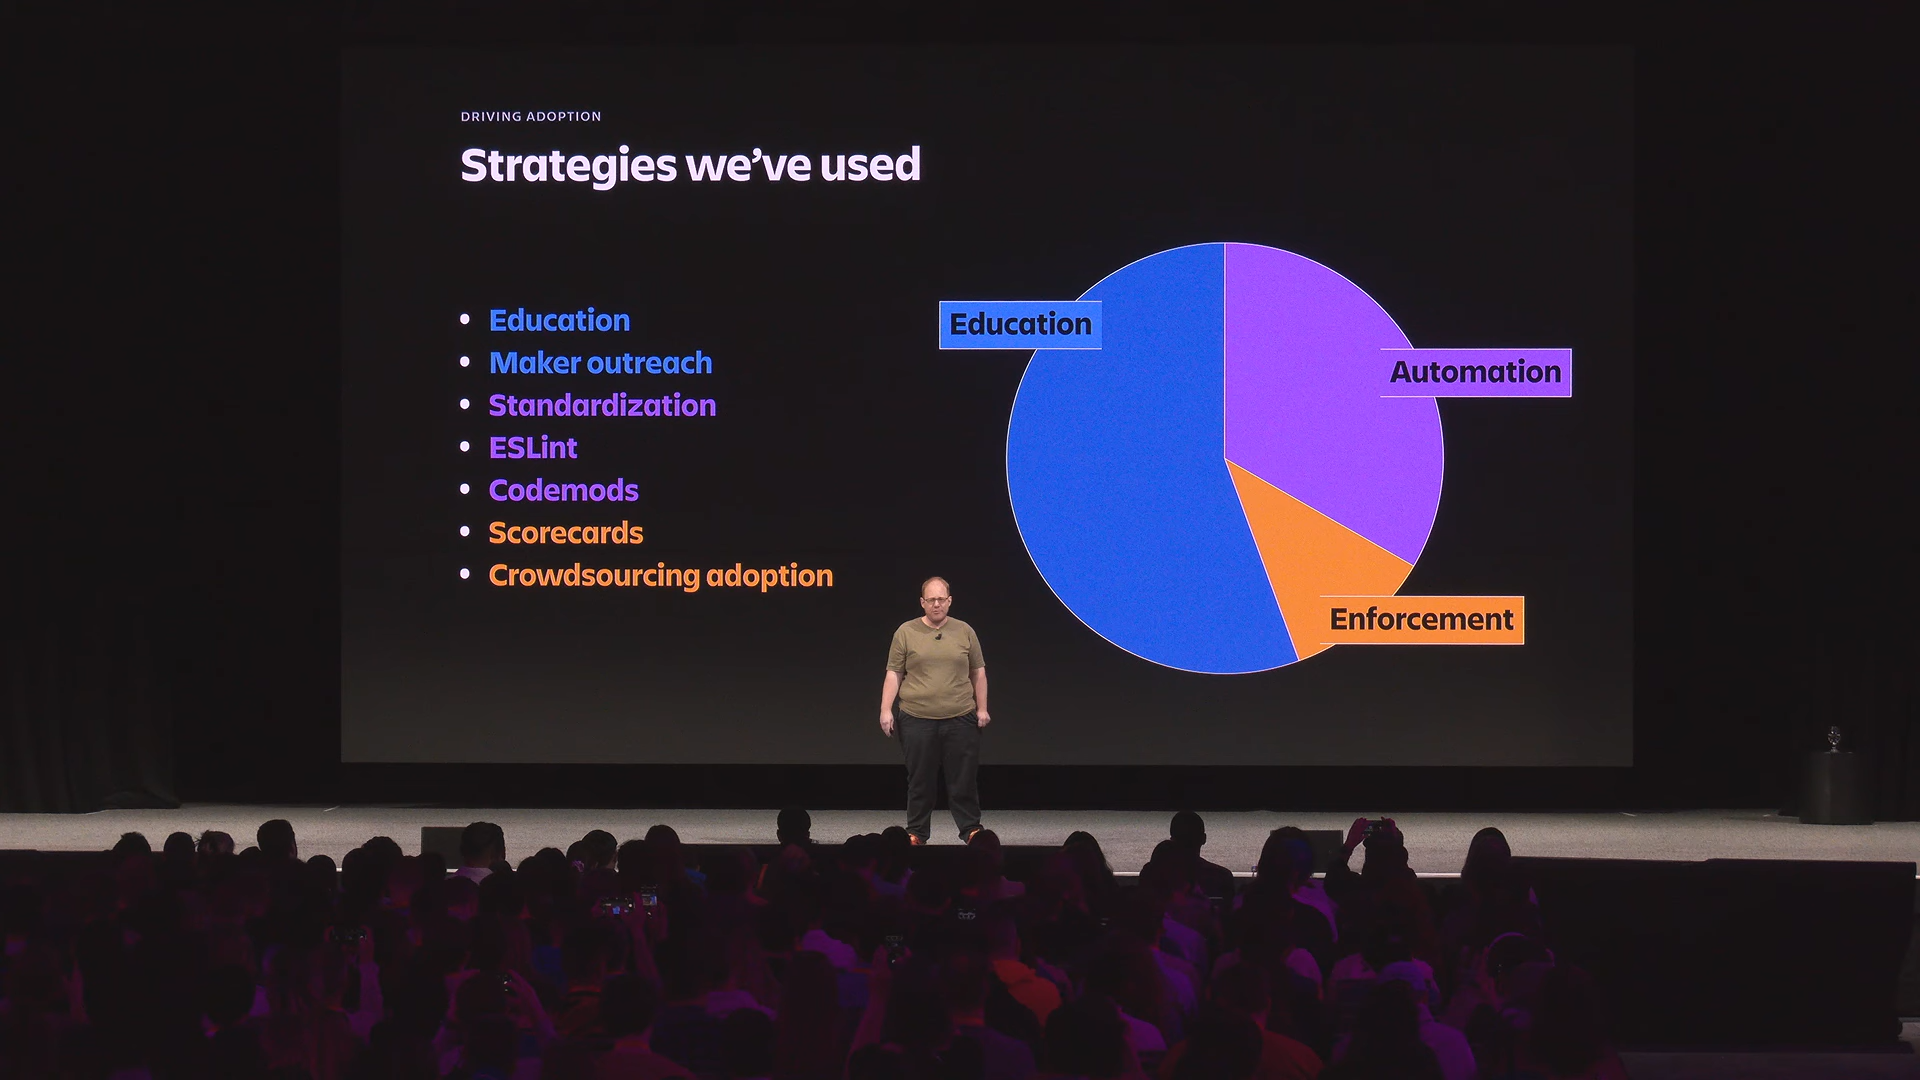 DRIVING ADOPTION
Strategies we’ve used
• Education
• Maker outreach
• Standardization
• ESLint
• Codemods
• Scorecards
• Crowdsourcing adoption
Education
Automation
Enforcement